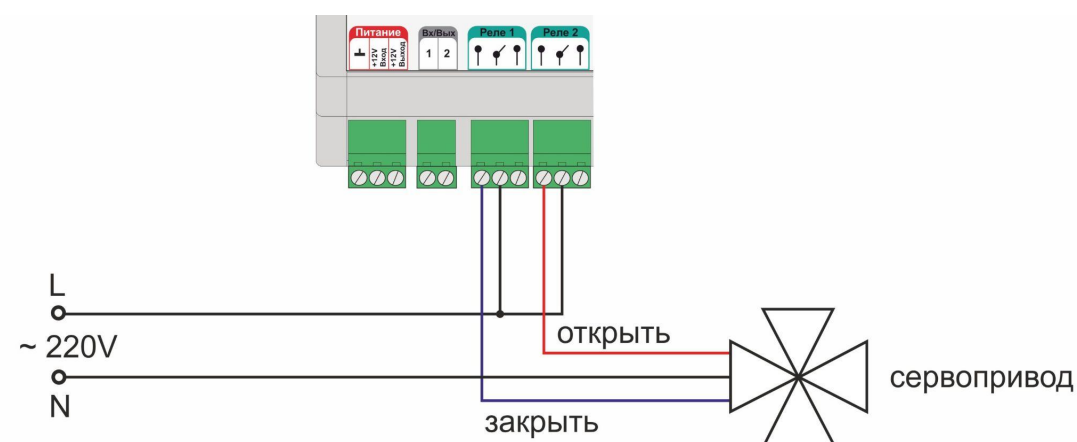 Питание Вх/Вых Реле 1 Реле 2
+12V Вход
+12V Выход
1 2
L
~ 220V
N
открыть
закрыть
сервопривод